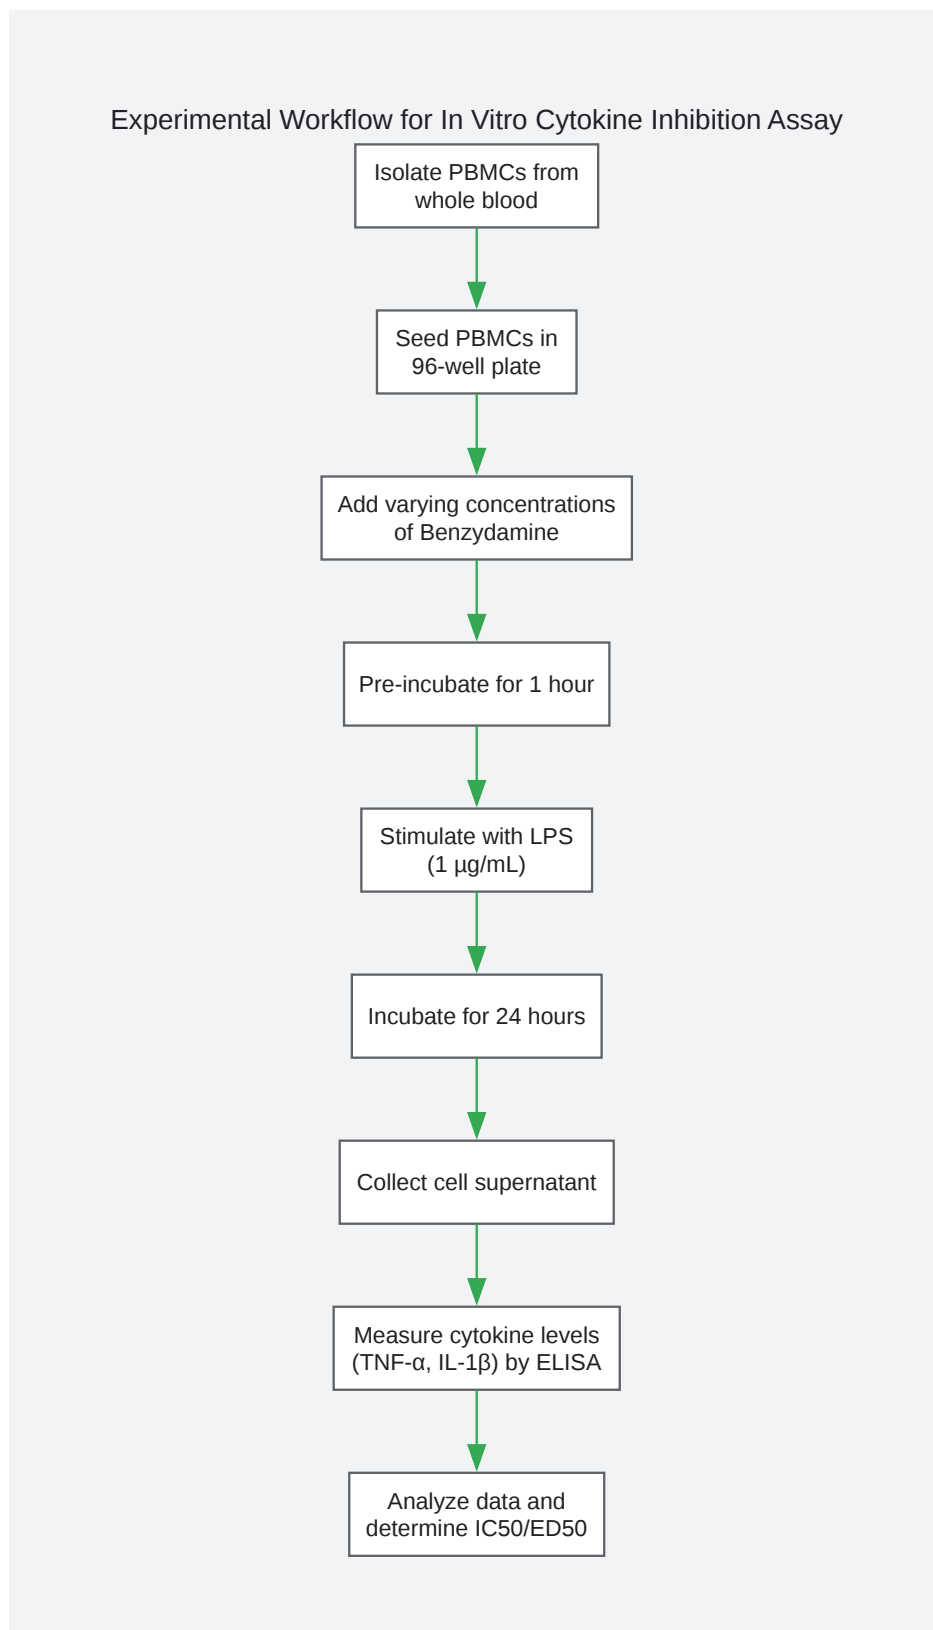 Experimental Workflow for In Vitro Cytokine Inhibition Assay
Isolate PBMCs from
whole blood
Seed PBMCs in
96-well plate
Add varying concentrations
of Benzydamine
Pre-incubate for 1 hour
Stimulate with LPS
(1 µg/mL)
Incubate for 24 hours
Collect cell supernatant
Measure cytokine levels
(TNF-α, IL-1β) by ELISA
Analyze data and
determine IC50/ED50